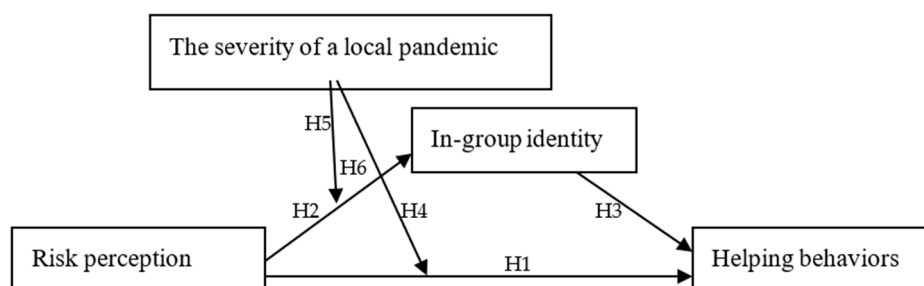 The severity of a local pandemic
H5
In-group identity
H6
H2
H4
H3
Risk perception
H1
Helping behaviors